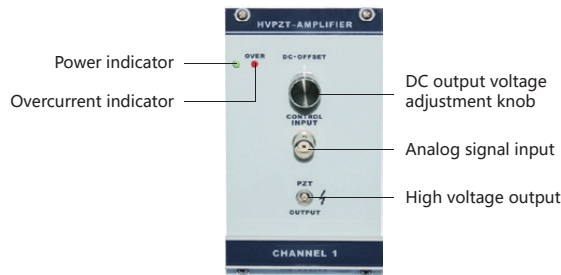 HVPZT-AMPLIFIER
OVER
DC-OFFSET
Power indicator
Overcurrent indicator
DC output voltage
adjustment knob
CONTROL
INPUT
Analog signal input
PZT
High voltage output
OUTPUT
CHANNEL 1